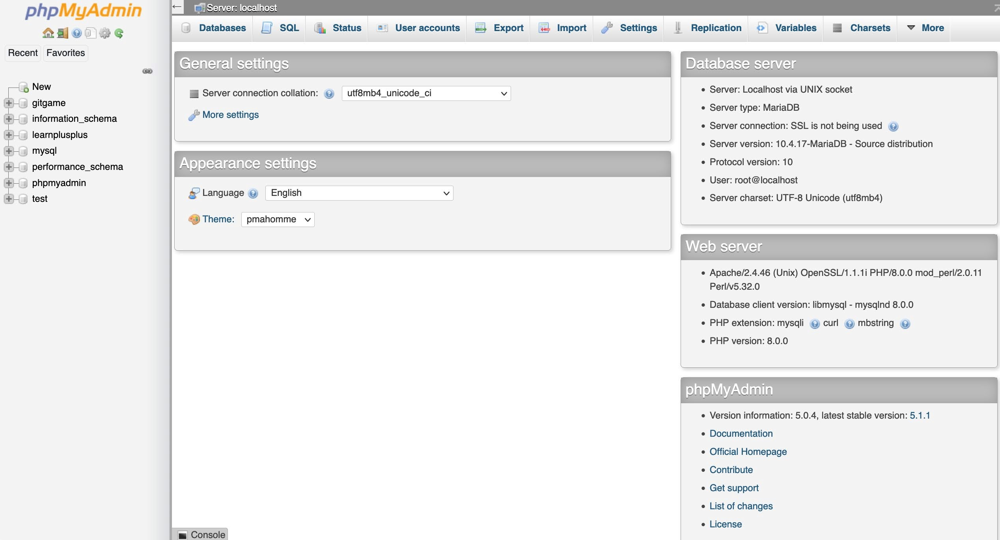 phpMyAdmin
Recent Favorites
New
gitgame
information_schema
learnplusplus
mysql
performance_schema
phpmyadmin
test
Server: localhost
Databases SQL Status User accounts Export Import Settings Replication Variables Charsets More
General settings
Server connection collation: utf8mb4_unicode_ci
More settings
Appearance settings
Language English
Theme: pmahomme
Database server
Server: Localhost via UNIX socket
Server type: MariaDB
Server connection: SSL is not being used
Server version: 10.4.17-MariaDB - Source distribution
Protocol version: 10
User: root@localhost
Server charset: UTF-8 Unicode (utf8mb4)
Web server
Apache/2.4.46 (Unix) OpenSSL/1.1.1i PHP/8.0.0 mod_perl/2.0.11
Perl/v5.32.0
Database client version: libmysql - mysqlnd 8.0.0
PHP extension: mysqli curl mbstring
PHP version: 8.0.0
phpMyAdmin
Version information: 5.0.4, latest stable version: 5.1.1
Documentation
Official Homepage
Contribute
Get support
List of changes
License
Console